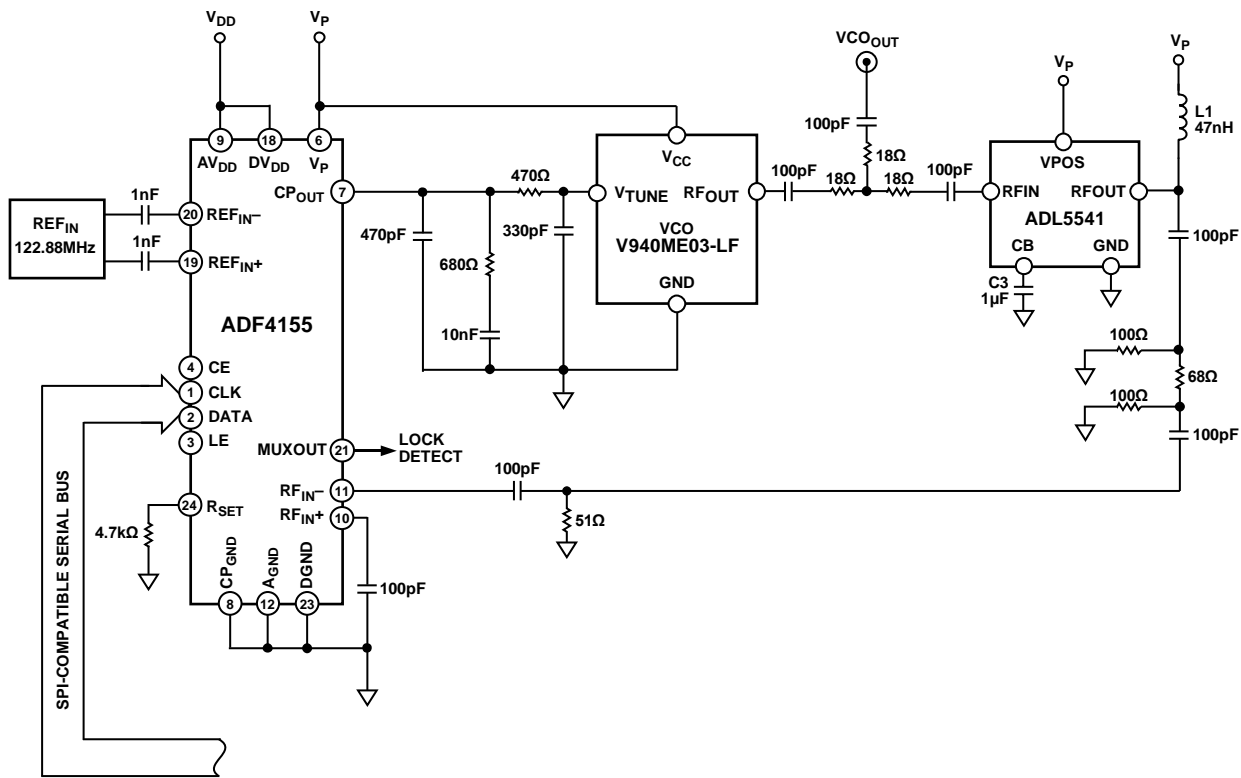 VDD
VP
VCOOUT
VP
VP
L1
47nH
100pF
9
18
6
AVDD
DVDD
VP
VCC
18Ω
VPOS
CPOUT
7
470Ω
VTUNE
RFOUT
100pF
18Ω
18Ω
100pF
RFIN
RFOUT
ADL5541
1nF
20
REFIN–
REFIN
122.88MHz
1nF
19
REFIN+
470pF
330pF
680Ω
10nF
VCO
V940ME03-LF
GND
CB
GND
C3
1µF
100pF
ADF4155
100Ω
68Ω
100Ω
100pF
4
CE
1
CLK
2
DATA
3
LE
MUXOUT
21
LOCK
DETECT
100pF
RFIN–
11
RFIN+
10
51Ω
24
RSET
4.7kΩ
CPGND
AGND
DGND
8
12
23
100pF
SPI-COMPATIBLE SERIAL BUS